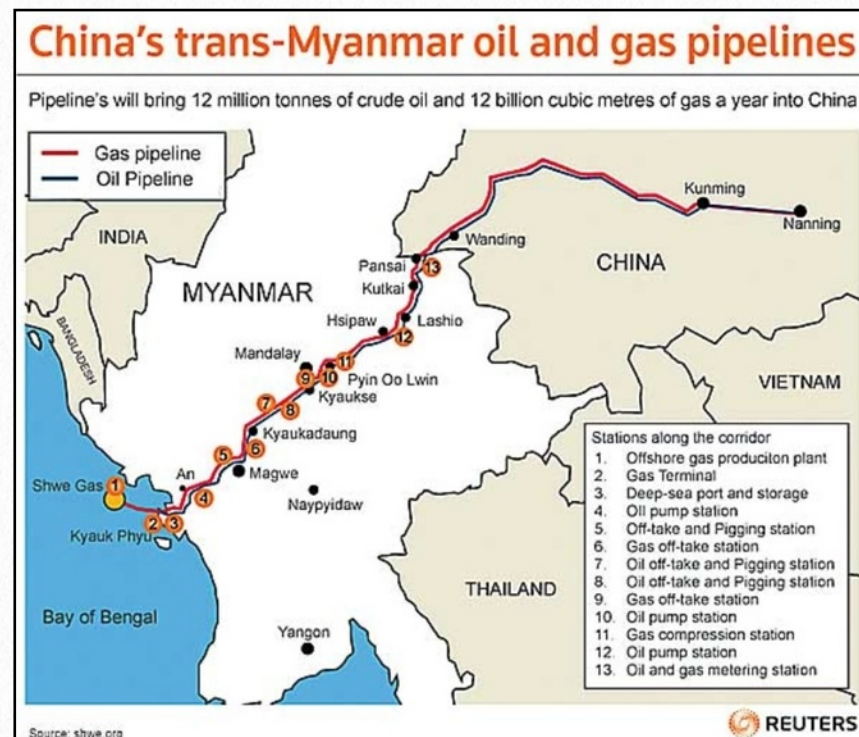 China's trans-Myanmar oil and gas pipelines
Pipeline's will bring 12 million tonnes of crude oil and 12 billion cubic metres of gas a year into China
Gas pipeline
Oil Pipeline
INDIA
BANGLADESH
MYANMAR
CHINA
VIETNAM
THAILAND
Kunming
Nanning
Wanding
Pansai
13
Kutkai
Hsipaw
Lashio
12
Mandalay
11
9
10
Pyin Oo Lwin
7
8
Kyaukse
Kyaukadaung
5
6
An
Magwe
4
Shwe Gas
1
Naypyidaw
2
3
Kyauk Phyu
Bay of Bengal
Yangon
Stations along the corridor
1. Offshore gas produciton plant
2. Gas Terminal
3. Deep-sea port and storage
4. Oll pump station
5. Off-take and Pigging station
6. Gas off-take station
7. Oil off-take and Pigging station
8. Oil off-take and Pigging station
9. Gas off-take station
10. Oil pump station
11. Gas compression station
12. Oil pump station
13. Oil and gas metering station
Source: shwe.org
REUTERS